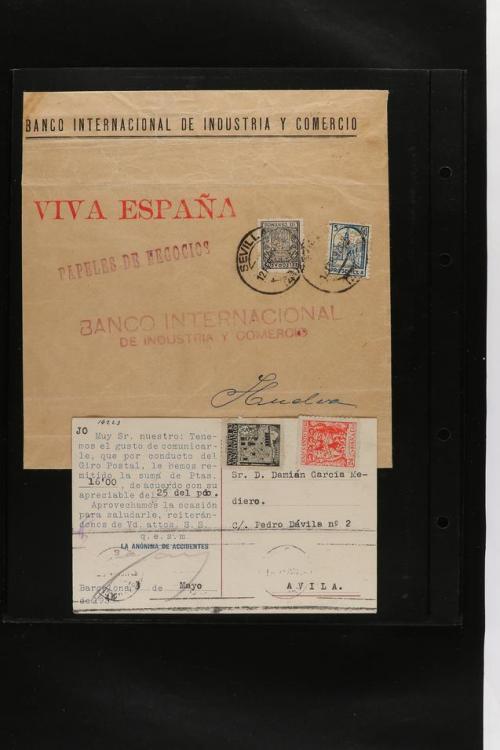 BANCO INTERNACIONAL DE INDUSTRIA Y COMERCIO
VIVA ESPAÑA
PAPELES DE NEGOCIOS
SEVILLA
BANCO INTERNACIONAL
DE INDUSTRIA Y COMERCIO
Huelva
JO
Muy Sr. nuestro: Tene-
mos el gusto de comunicar-
le, que por conducto del
Giro Postal, le hemos re-
mitido la suma de Ptas.
16'00, de acuerdo con su
apreciable del 25 del pdo.
Aprovechamos la ocasión
para saludarle, reiterán-
donos de Vd. attos. S. S.
q.e.s.m
LA ANÓNIMA DE ACCIDENTES
Barcelona, de Mayo
Sr. D. Damián García Me-
diero.
C/. Pedro Dávila nº 2
AVILA.